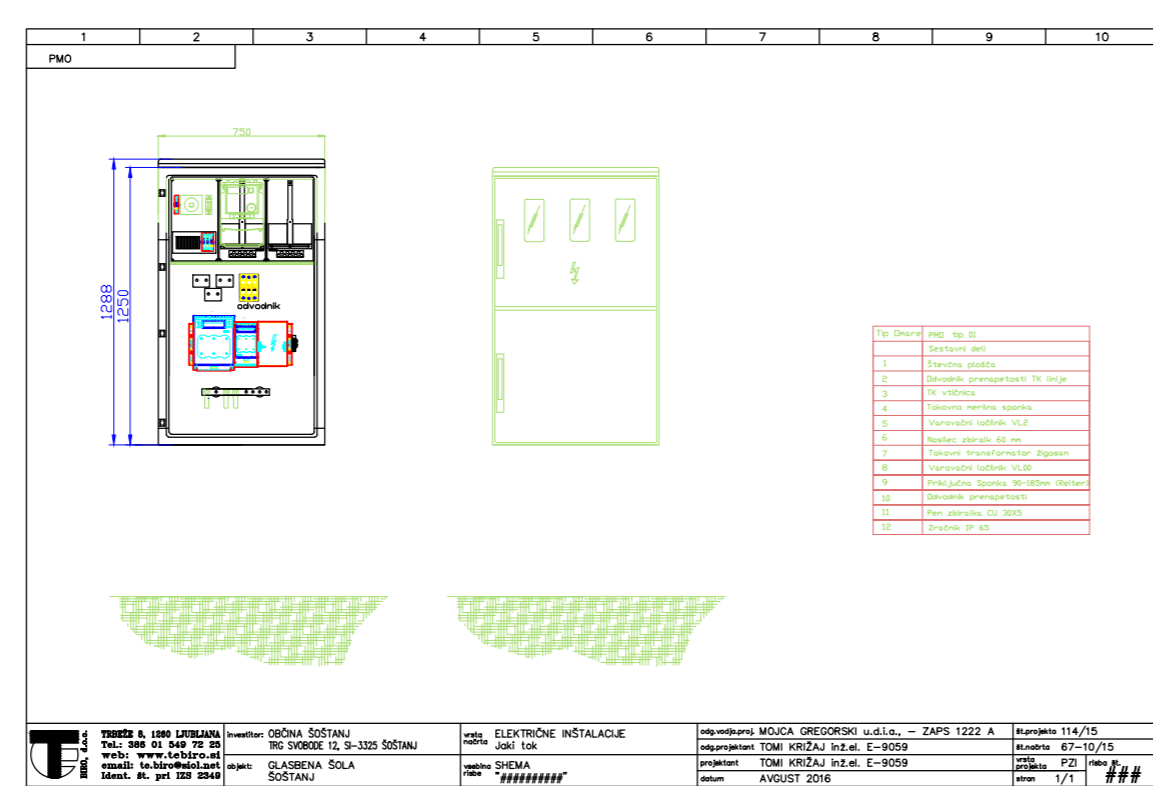 1 2 3 4 5 6 7 8 9 10
PMO
750
1288
1250
odvodnik
Tip Omare PMO tip 01
Sestavni deli
1 Števčna plošča
2 Odvodnik prenapetosti TK linije
3 TK vtičnica
4 Tokovna merilna sponka
5 Varovačni ločilnik VL2
6 Nosilec zbiralk 60 mm
7 Tokovni transformator žigosan
8 Varovačni ločilnik VL00
9 Priključna Sponka 90-185mm (Reiter)
10 Odvodnik prenapetosti
11 Pen zbiralka CU 30X5
12 Zračnik IP 65
BIRO, d.o.o.
TRBEŽE 8, 1260 LJUBLJANA
Tel.: 386 01 549 72 25
web: www.tebiro.si
email: te.biro@siol.net
Ident. št. pri IZS 2349
investitor: OBČINA ŠOŠTANJ
TRG SVOBODE 12, SI-3325 ŠOŠTANJ
objekt: GLASBENA ŠOLA
ŠOŠTANJ
vrsta načrta ELEKTRIČNE INŠTALACIJE
Jaki tok
vsebina risbe SHEMA
"##########"
odg.vodja.proj. MOJCA GREGORSKI u.d.i.a., – ZAPS 1222 A
odg.projektant TOMI KRIŽAJ inž.el. E-9059
projektant TOMI KRIŽAJ inž.el. E-9059
datum AVGUST 2016
št.projekta 114/15
št.načrta 67-10/15
vrsta projekta PZI
stran 1/1
risba št.
###